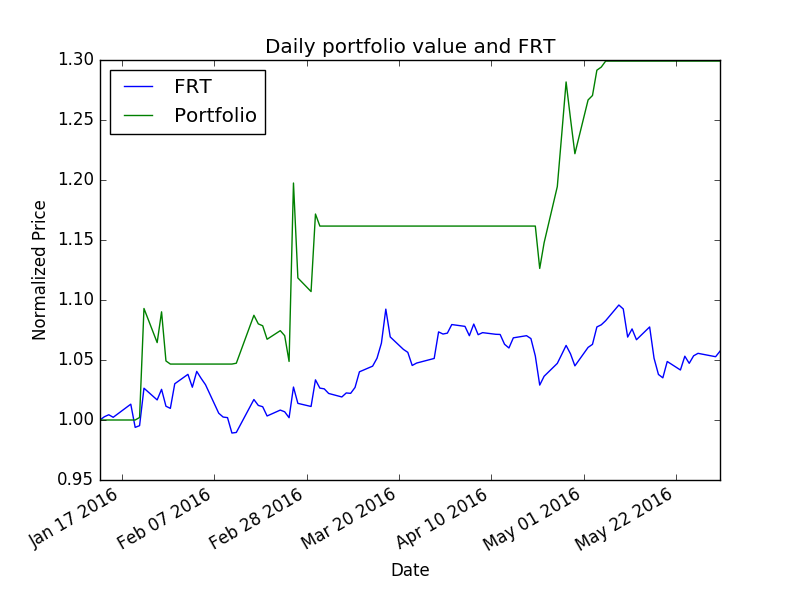 Daily portfolio value and FRT
1.30
1.25
1.20
1.15
1.10
1.05
1.00
0.95
Normalized Price
FRT
Portfolio
Jan 17 2016
Feb 07 2016
Feb 28 2016
Mar 20 2016
Apr 10 2016
May 01 2016
May 22 2016
Date